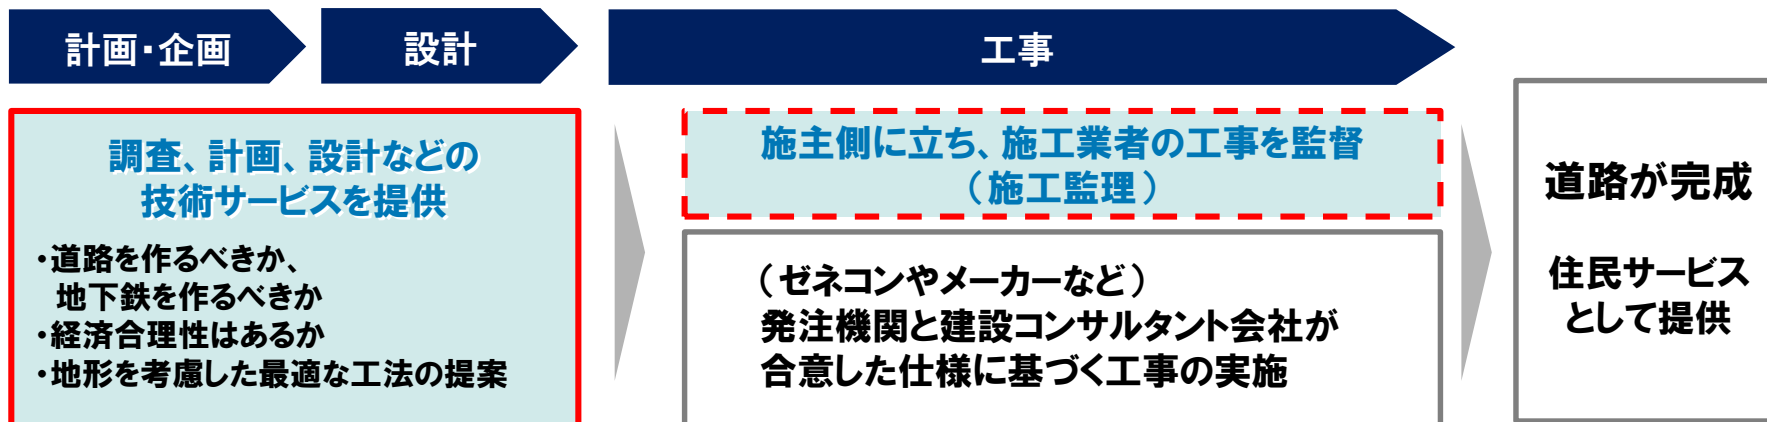 計画・企画
設計
工事
調査、計画、設計などの
技術サービスを提供
・道路を作るべきか、
地下鉄を作るべきか
・経済合理性はあるか
・地形を考慮した最適な工法の提案
施主側に立ち、施工業者の工事を監督
（施工監理）
（ゼネコンやメーカーなど）
発注機関と建設コンサルタント会社が
合意した仕様に基づく工事の実施
道路が完成
住民サービス
として提供